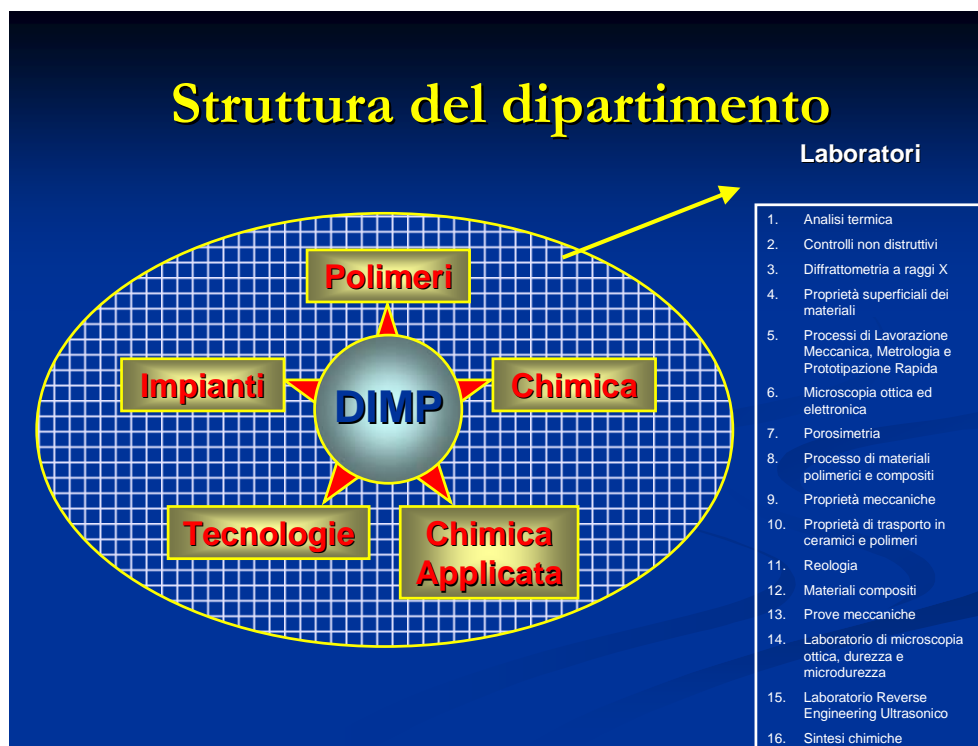 Struttura del dipartimento
Laboratori
Polimeri
Impianti
DIMP
Chimica
Tecnologie
Chimica
Applicata
1. Analisi termica
2. Controlli non distruttivi
3. Diffrattometria a raggi X
4. Proprietà superficiali dei
materiali
5. Processi di Lavorazione
Meccanica, Metrologia e
Prototipazione Rapida
6. Microscopia ottica ed
elettronica
7. Porosimetria
8. Processo di materiali
polimerici e compositi
9. Proprietà meccaniche
10. Proprietà di trasporto in
ceramici e polimeri
11. Reologia
12. Materiali compositi
13. Prove meccaniche
14. Laboratorio di microscopia
ottica, durezza e
microdurezza
15. Laboratorio Reverse
Engineering Ultrasonico
16. Sintesi chimiche